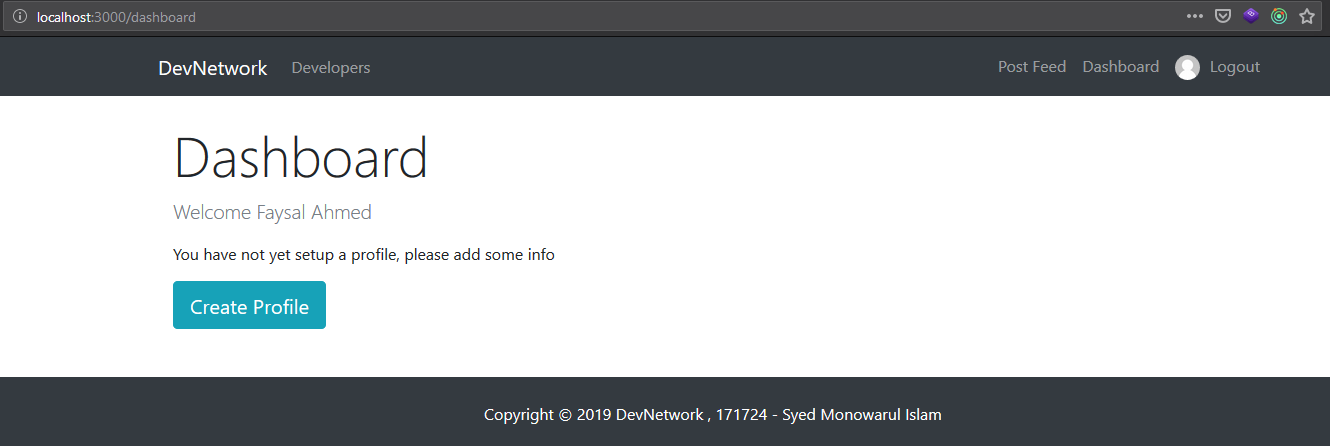 localhost:3000/dashboard
DevNetwork Developers Post Feed Dashboard Logout
Dashboard
Welcome Faysal Ahmed
You have not yet setup a profile, please add some info
Create Profile
Copyright © 2019 DevNetwork , 171724 - Syed Monowarul Islam